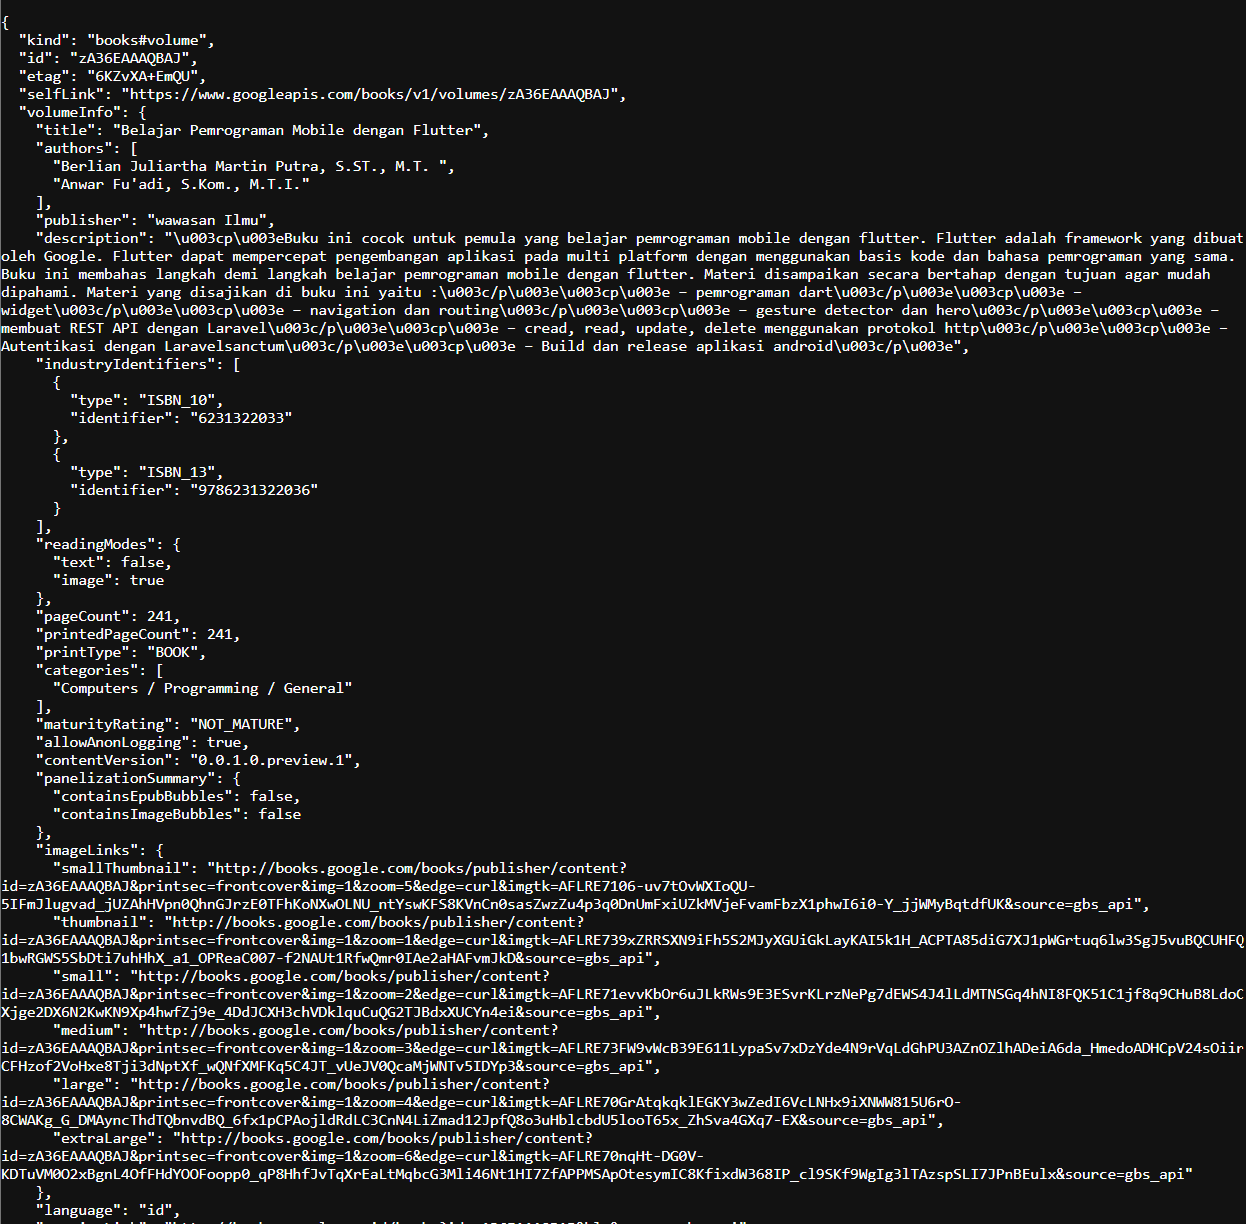 {
"kind": "books#volume",
"id": "zA36EAAAQBAJ",
"etag": "6KZvXA+EmQU",
"selfLink": "https://www.googleapis.com/books/v1/volumes/zA36EAAAQBAJ",
"volumeInfo": {
"title": "Belajar Pemrograman Mobile dengan Flutter",
"authors": [
"Berlian Juliartha Martin Putra, S.ST., M.T. ",
"Anwar Fu'adi, S.Kom., M.T.I."
],
"publisher": "wawasan Ilmu",
"description": "\u003cp\u003eBuku ini cocok untuk pemula yang belajar pemrograman mobile dengan flutter. Flutter adalah framework yang dibuat
oleh Google. Flutter dapat mempercepat pengembangan aplikasi pada multi platform dengan menggunakan basis kode dan bahasa pemrograman yang sama.
Buku ini membahas langkah demi langkah belajar pemrograman mobile dengan flutter. Materi disampaikan secara bertahap dengan tujuan agar mudah
dipahami. Materi yang disajikan di buku ini yaitu :\u003c/p\u003e\u003cp\u003e – pemrograman dart\u003c/p\u003e\u003cp\u003e –
widget\u003c/p\u003e\u003cp\u003e – navigation dan routing\u003c/p\u003e\u003cp\u003e – gesture detector dan hero\u003c/p\u003e\u003cp\u003e –
membuat REST API dengan Laravel\u003c/p\u003e\u003cp\u003e – cread, read, update, delete menggunakan protokol http\u003c/p\u003e\u003cp\u003e –
Autentikasi dengan Laravelsanctum\u003c/p\u003e\u003cp\u003e – Build dan release aplikasi android\u003c/p\u003e",
"industryIdentifiers": [
{
"type": "ISBN_10",
"identifier": "6231322033"
},
{
"type": "ISBN_13",
"identifier": "9786231322036"
}
],
"readingModes": {
"text": false,
"image": true
},
"pageCount": 241,
"printedPageCount": 241,
"printType": "BOOK",
"categories": [
"Computers / Programming / General"
],
"maturityRating": "NOT_MATURE",
"allowAnonLogging": true,
"contentVersion": "0.0.1.0.preview.1",
"panelizationSummary": {
"containsEpubBubbles": false,
"containsImageBubbles": false
},
"imageLinks": {
"smallThumbnail": "http://books.google.com/books/publisher/content?
id=zA36EAAAQBAJ&printsec=frontcover&img=1&zoom=5&edge=curl&imgtk=AFLRE7106-uv7tOvWXIoQU-
5IFmJlugvad_jUZAhHVpn0QhnGJrzE0TFhKoNXwOLNU_ntYswKFS8KVnCn0sasZwzZu4p3q0DnUmFxiUZkMVjeFvamFbzX1phwI6i0-Y_jjWMyBqtdfUK&source=gbs_api",
"thumbnail": "http://books.google.com/books/publisher/content?
id=zA36EAAAQBAJ&printsec=frontcover&img=1&zoom=1&edge=curl&imgtk=AFLRE739xZRRSXN9iFh5S2MJyXGUiGkLayKAI5k1H_ACPTA85diG7XJ1pWGrtuq6lw3SgJ5vuBQCUHFQ
1bwRGWS5SbDti7uhHhX_a1_OPReaC007-f2NAUt1RfwQmr0IAe2aHAFvmJkD&source=gbs_api",
"small": "http://books.google.com/books/publisher/content?
id=zA36EAAAQBAJ&printsec=frontcover&img=1&zoom=2&edge=curl&imgtk=AFLRE71evvKbOr6uJLkRWs9E3ESvrKLrzNePg7dEWS4J4lLdMTNSGq4hNI8FQK51C1jf8q9CHuB8LdoC
Xjge2DX6N2KwKN9Xp4hwfZj9e_4DdJCXH3chVDklquCuQG2TJBdxXUCYn4ei&source=gbs_api",
"medium": "http://books.google.com/books/publisher/content?
id=zA36EAAAQBAJ&printsec=frontcover&img=1&zoom=3&edge=curl&imgtk=AFLRE73FW9vWcB39E611LypaSv7xDzYde4N9rVqLdGhPU3AZnOZlhADeiA6da_HmedoADHCpV24sOiir
CFHzof2VoHxe8Tji3dNptXf_wQNfXMFKq5C4JT_vUeJV0QcaMjWNTv5IDYp3&source=gbs_api",
"large": "http://books.google.com/books/publisher/content?
id=zA36EAAAQBAJ&printsec=frontcover&img=1&zoom=4&edge=curl&imgtk=AFLRE70GrAtqkqklEGKY3wZedI6VcLNHx9iXNWW815U6rO-
8CWAKg_G_DMAyncThdTQbnvdBQ_6fx1pCPAojldRdLC3CnN4LiZmad12JpfQ8o3uHblcbdU5looT65x_ZhSva4GXq7-EX&source=gbs_api",
"extraLarge": "http://books.google.com/books/publisher/content?
id=zA36EAAAQBAJ&printsec=frontcover&img=1&zoom=6&edge=curl&imgtk=AFLRE70nqHt-DG0V-
KDTuVM0O2xBgnL4OfFHdYOOFoopp0_qP8HhfJvTqXrEaLtMqbcG3Mli46Nt1HI7ZfAPPMSApOtesymIC8KfixdW368IP_cl9SKf9WgIg3lTAzspSLI7JPnBEulx&source=gbs_api"
},
"language": "id",